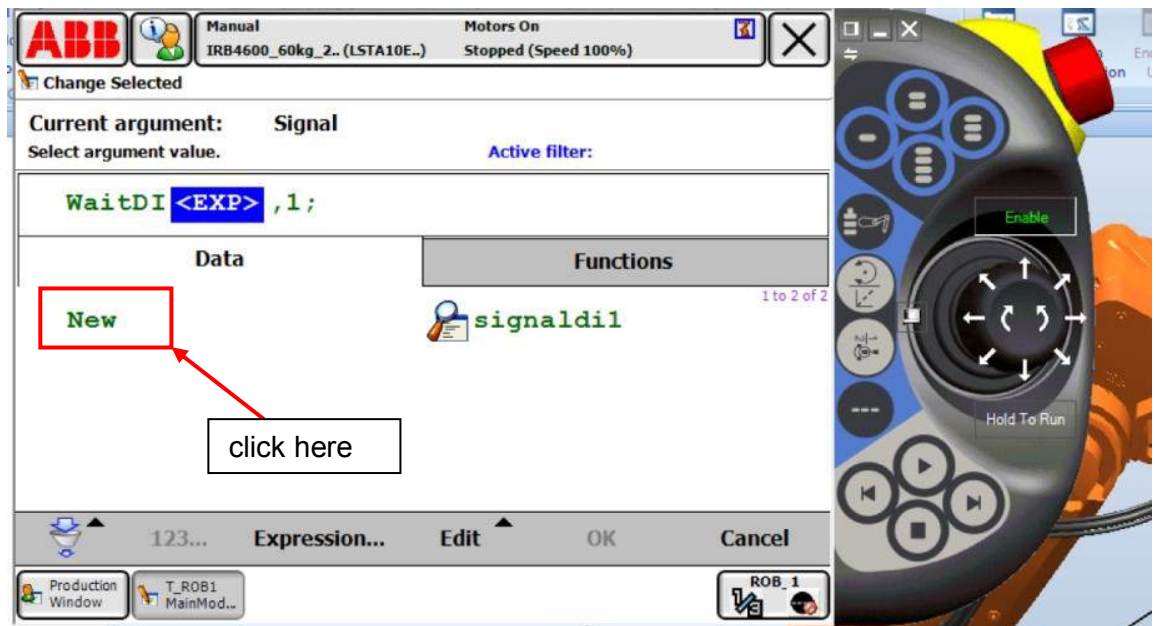 ABB
Manual
IRB4600_60kg_2.. (LSTA10E..)
Motors On
Stopped (Speed 100%)
Change Selected
Current argument: Signal
Select argument value.
Active filter:
WaitDI <EXP> ,1;
Data
Functions
1 to 2 of 2
New
signaldi1
click here
123...
Expression...
Edit
OK
Cancel
Production
Window
T_ROB1
MainMod...
ROB_1
1/3
Enable
Hold To Run